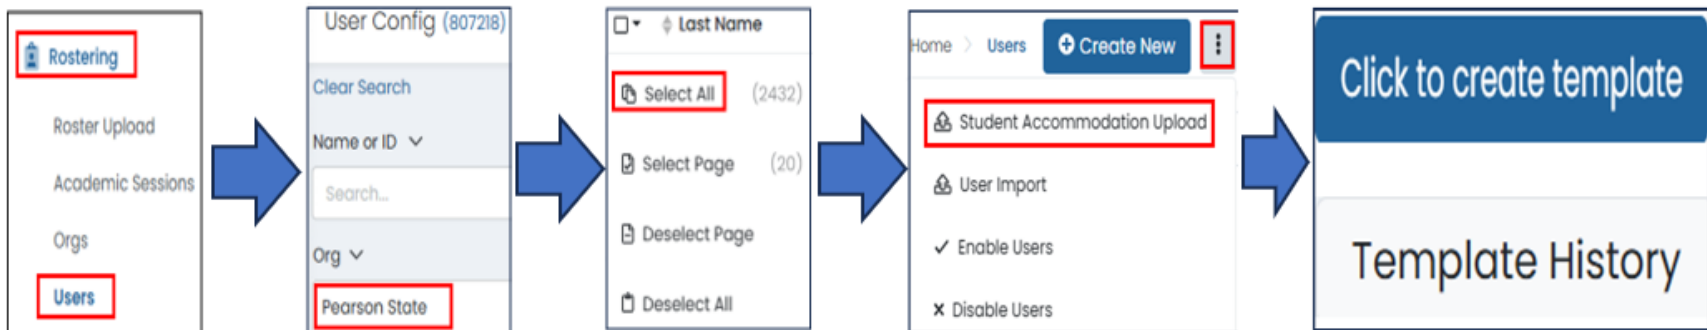 Rostering
Roster Upload
Academic Sessions
Orgs
Users
User Config (807218)
Clear Search
Name or ID
Search...
Org
Pearson State
Last Name
Select All (2432)
Select Page (20)
Deselect Page
Deselect All
Home > Users Create New
Student Accommodation Upload
User Import
Enable Users
Disable Users
Click to create template
Template History